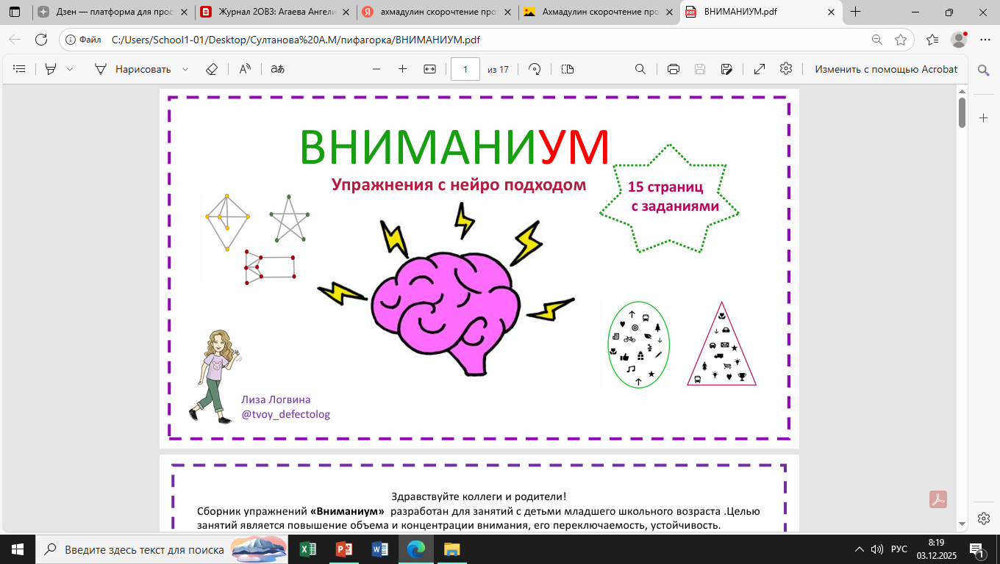 Дзен — платформа для прос
Журнал 2ОВЗ: Агаева Ангели
ахмадулин скорочтение про
Ахмадулин скорочтение про
ВНИМАНИУМ.pdf
Файл
C:/Users/School1-01/Desktop/Султанова%20А.М/пифагорка/ВНИМАНИУМ.pdf
Нарисовать
аあ
1
из 17
Изменить с помощью Acrobat
ВНИМАНИУМ
Упражнения с нейро подходом
15 страниц
с заданиями
Лиза Логвина
@tvoy_defectolog
Здравствуйте коллеги и родители!
Сборник упражнений «Вниманиум» разработан для занятий с детьми младшего школьного возраста .Целью
занятий является повышение объема и концентрации внимания, его переключаемость, устойчивость.
Введите здесь текст для поиска
РУС
8:19
03.12.2025
1